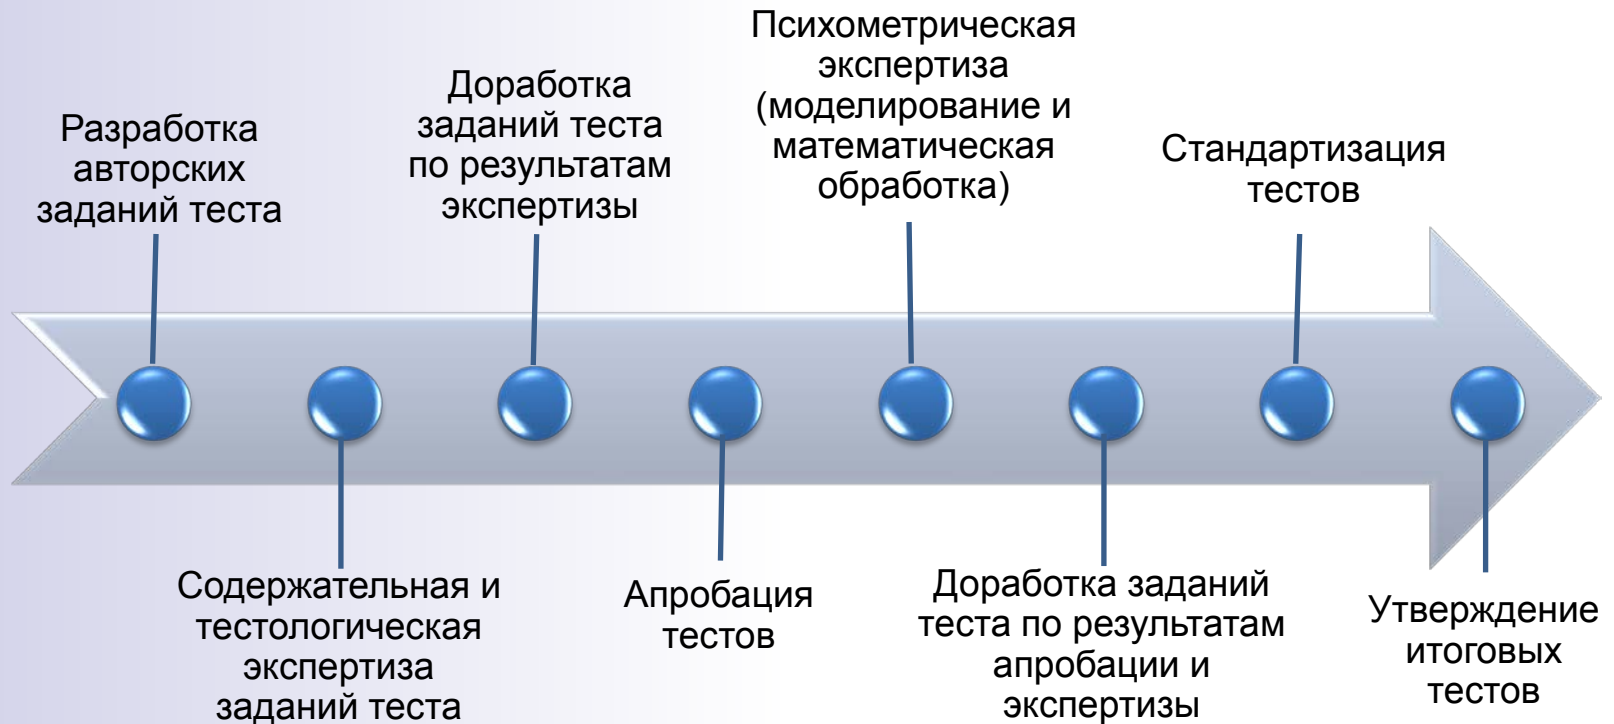 Разработка
авторских
заданий теста
Содержательная и
тестологическая
экспертиза
заданий теста
Доработка
заданий теста
по результатам
экспертизы
Апробация
тестов
Психометрическая
экспертиза
(моделирование и
математическая
обработка)
Доработка заданий
теста по результатам
апробации и
экспертизы
Стандартизация
тестов
Утверждение
итоговых
тестов